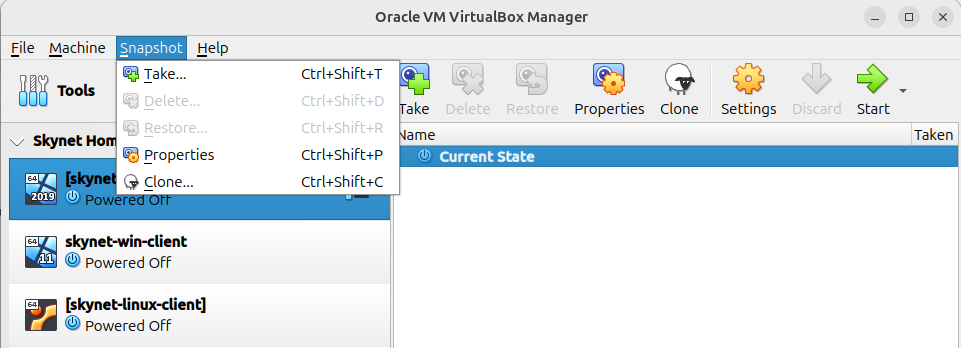 Oracle VM VirtualBox Manager
File Machine Snapshot Help
Take... Ctrl+Shift+T
Delete... Ctrl+Shift+D
Restore... Ctrl+Shift+R
Properties Ctrl+Shift+P
Clone... Ctrl+Shift+C
Tools
Take Delete Restore Properties Clone Settings Discard Start
Name Taken
Current State
Skynet Hom
64
2019
[skynet
Powered Off
64
11
skynet-win-client
Powered Off
64
[skynet-linux-client]
Powered Off